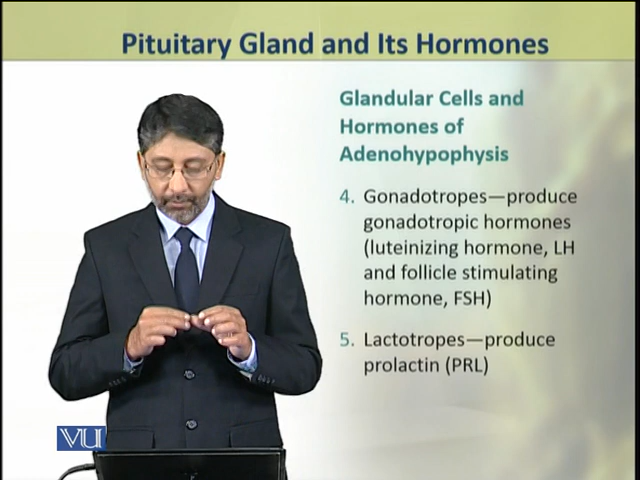 Pituitary Gland and Its Hormones
Glandular Cells and
Hormones of
Adenohypophysis
4. Gonadotropes—produce
gonadotropic hormones
(luteinizing hormone, LH
and follicle stimulating
hormone, FSH)
5. Lactotropes—produce
prolactin (PRL)
VU